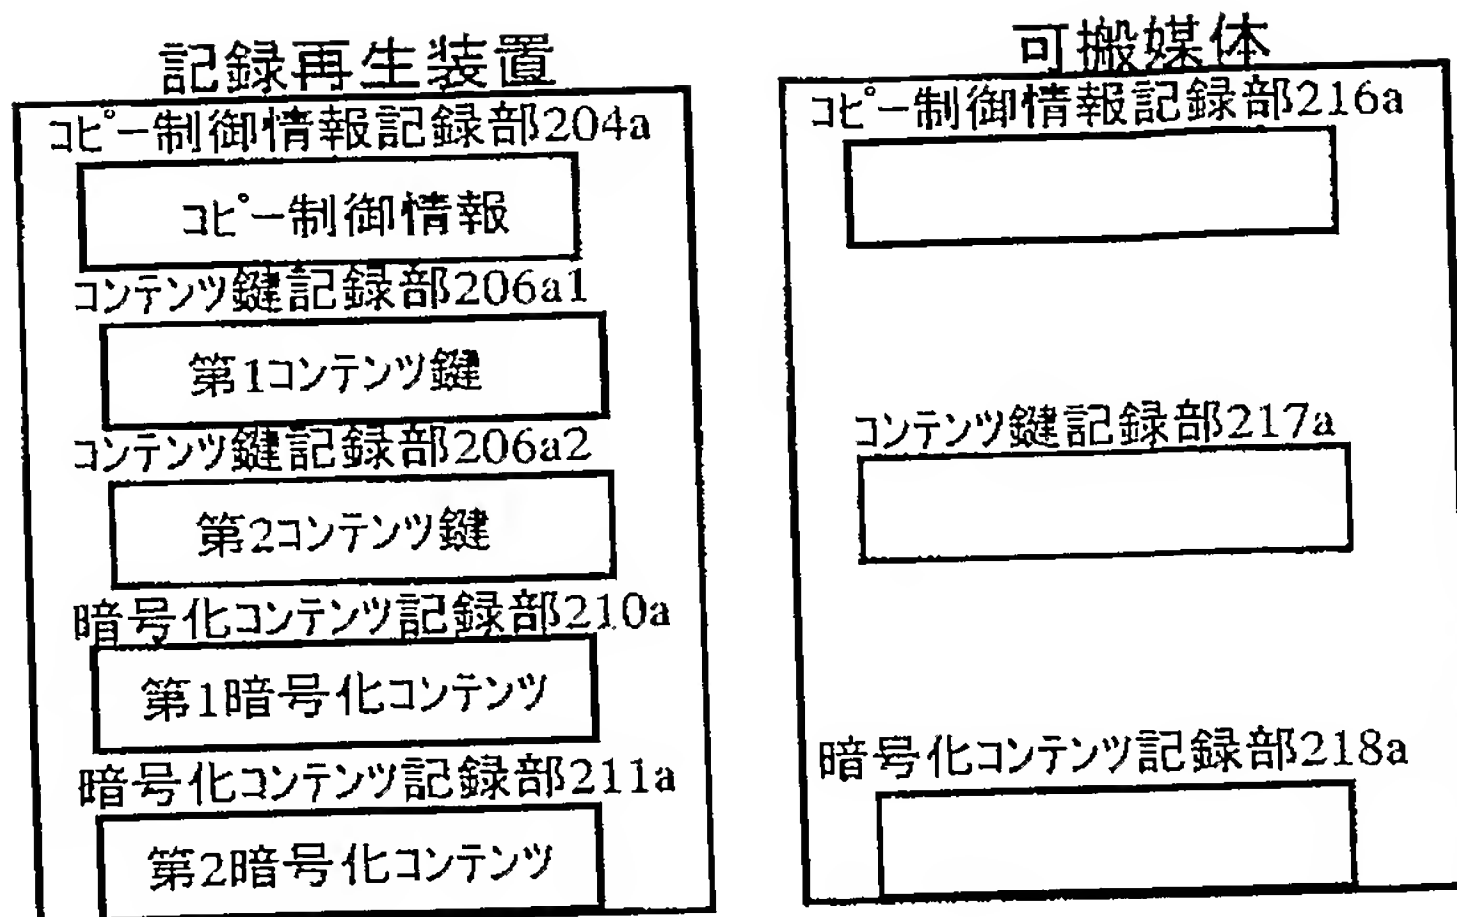 記録再生装置
コピー制御情報記録部204a
コピー制御情報
コンテンツ鍵記録部206a1
第1コンテンツ鍵
コンテンツ鍵記録部206a2
第2コンテンツ鍵
暗号化コンテンツ記録部210a
第1暗号化コンテンツ
暗号化コンテンツ記録部211a
第2暗号化コンテンツ
可搬媒体
コピー制御情報記録部216a
コンテンツ鍵記録部217a
暗号化コンテンツ記録部218a